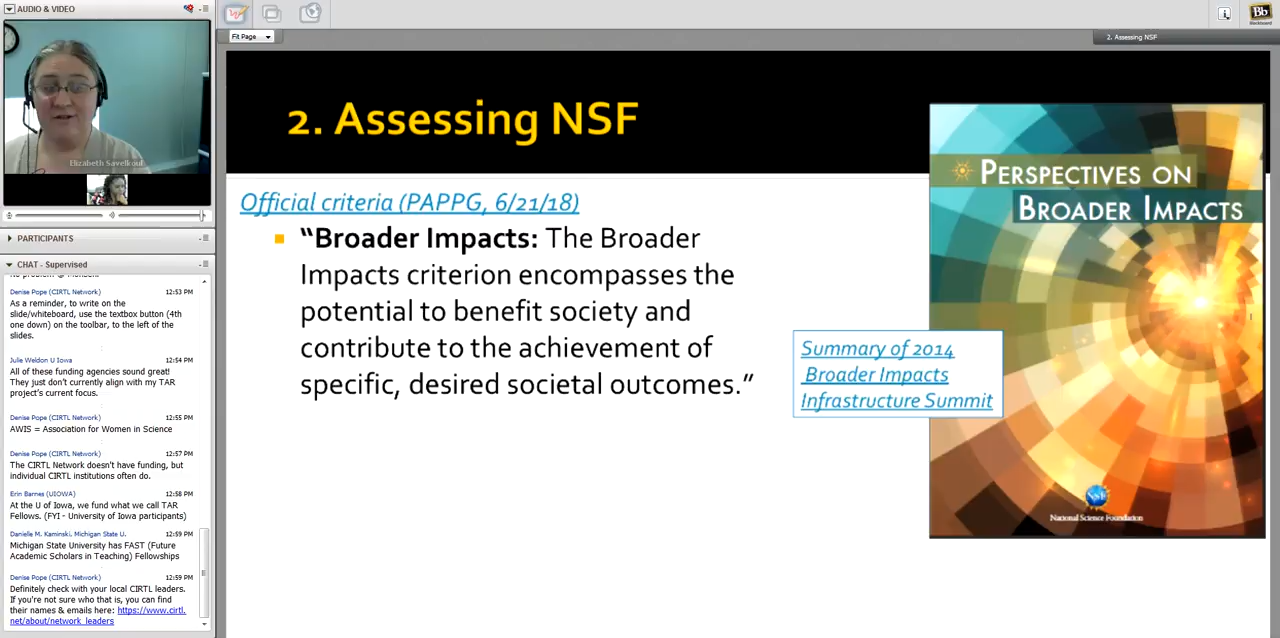 AUDIO & VIDEO
Elizabeth Savelkoul
PARTICIPANTS
CHAT - Supervised
Denise Pope (CIRTL Network) 12:53 PM
As a reminder, to write on the
slide/whiteboard, use the textbox button (4th
one down) on the toolbar, to the left of the
slides.
Julie Weldon U Iowa 12:54 PM
All of these funding agencies sound great!
They just don't currently align with my TAR
project's current focus.
Denise Pope (CIRTL Network) 12:55 PM
AWIS = Association for Women in Science
Denise Pope (CIRTL Network) 12:57 PM
The CIRTL Network doesn't have funding, but
individual CIRTL institutions often do.
Erin Barnes (UIOWA) 12:58 PM
At the U of Iowa, we fund what we call TAR
Fellows. (FYI - University of Iowa participants)
Danielle M. Kaminski, Michigan State U. 12:59 PM
Michigan State University has FAST (Future
Academic Scholars in Teaching) Fellowships
Denise Pope (CIRTL Network) 12:59 PM
Definitely check with your local CIRTL leaders.
If you're not sure who that is, you can find
their names & emails here: https://www.cirtl.
net/about/network_leaders
Fit Page
Bb
Blackboard
2. Assessing NSF
2. Assessing NSF
Official criteria (PAPPG, 6/21/18)
"Broader Impacts: The Broader
Impacts criterion encompasses the
potential to benefit society and
contribute to the achievement of
specific, desired societal outcomes."
Summary of 2014
Broader Impacts
Infrastructure Summit
PERSPECTIVES ON
BROADER IMPACTS
NSF
National Science Foundation